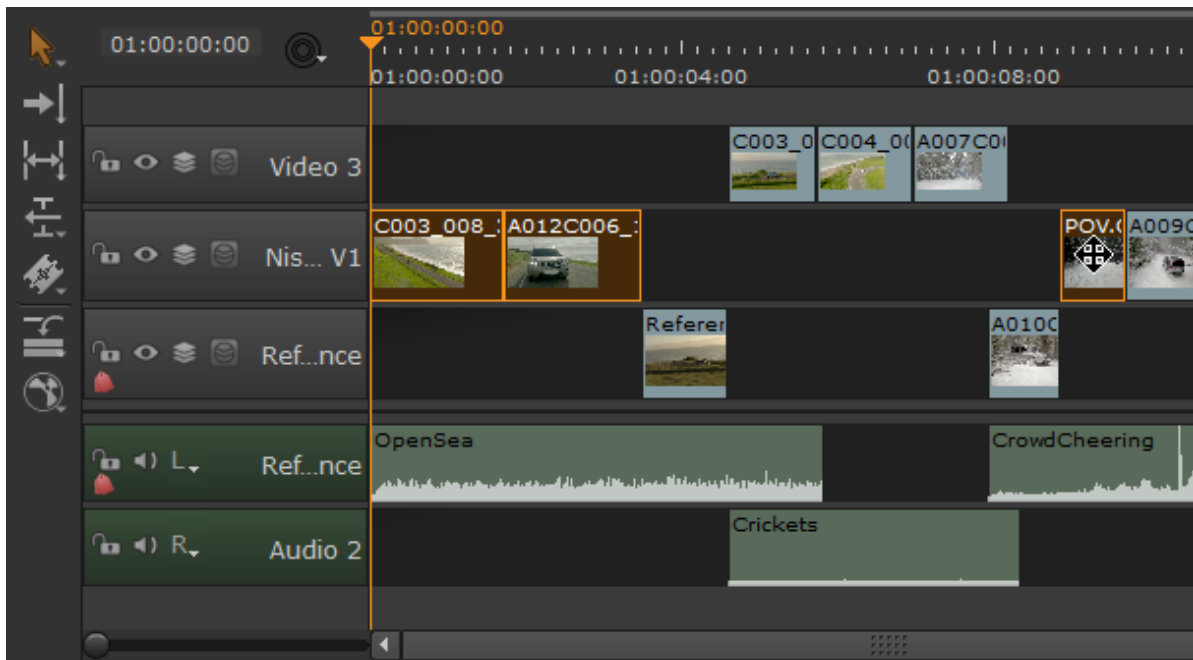 01:00:00:00
01:00:00:00
01:00:00:00 01:00:04:00 01:00:08:00
Video 3
C003_0 C004_0( A007C0(
Nis... V1
C003_008_: A012C006_: POV.( A009C
Ref...nce
Referer A010C
L Ref...nce
OpenSea CrowdCheering
R Audio 2
Crickets